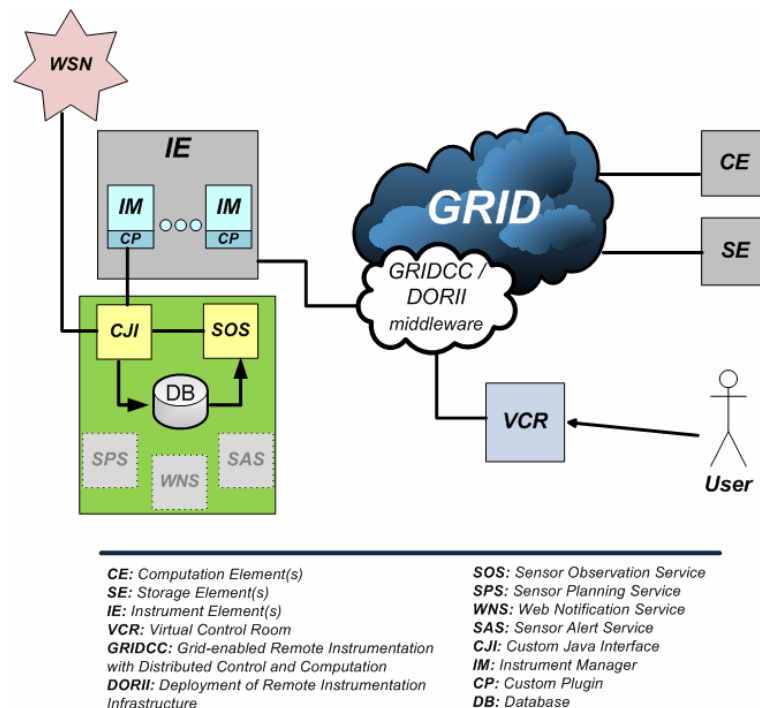 WSN
IE
IM
IM
CP
CP
GRID
CE
SE
GRIDCC /
DORII
middleware
CJI
SOS
DB
SPS
WNS
SAS
VCR
User
CE: Computation Element(s)
SE: Storage Element(s)
IE: Instrument Element(s)
VCR: Virtual Control Room
GRIDCC: Grid-enabled Remote Instrumentation
with Distributed Control and Computation
DORII: Deployment of Remote Instrumentation
Infrastructure
SOS: Sensor Observation Service
SPS: Sensor Planning Service
WNS: Web Notification Service
SAS: Sensor Alert Service
CJI: Custom Java Interface
IM: Instrument Manager
CP: Custom Plugin
DB: Database